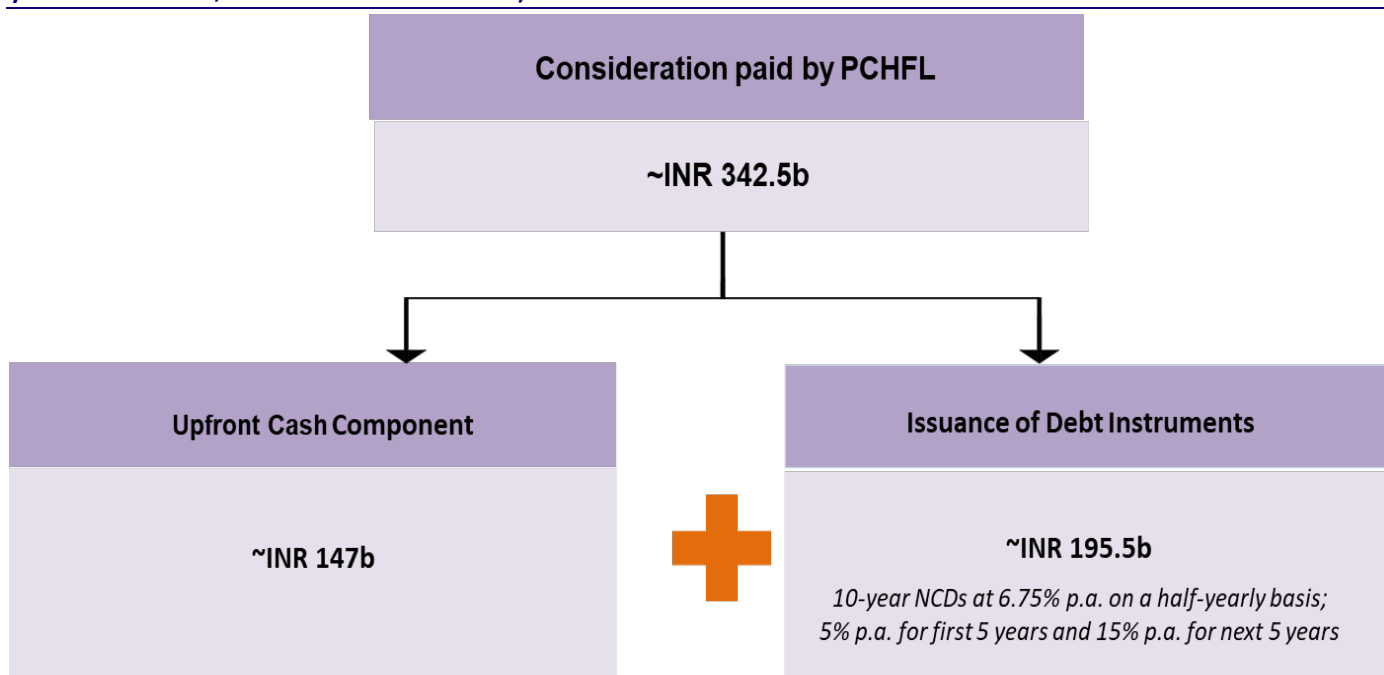 Consideration paid by PCHFL
~INR 342.5b
Upfront Cash Component
Issuance of Debt Instruments
~INR 147b
~INR 195.5b
10-year NCDs at 6.75% p.a. on a half-yearly basis;
5% p.a. for first 5 years and 15% p.a. for next 5 years